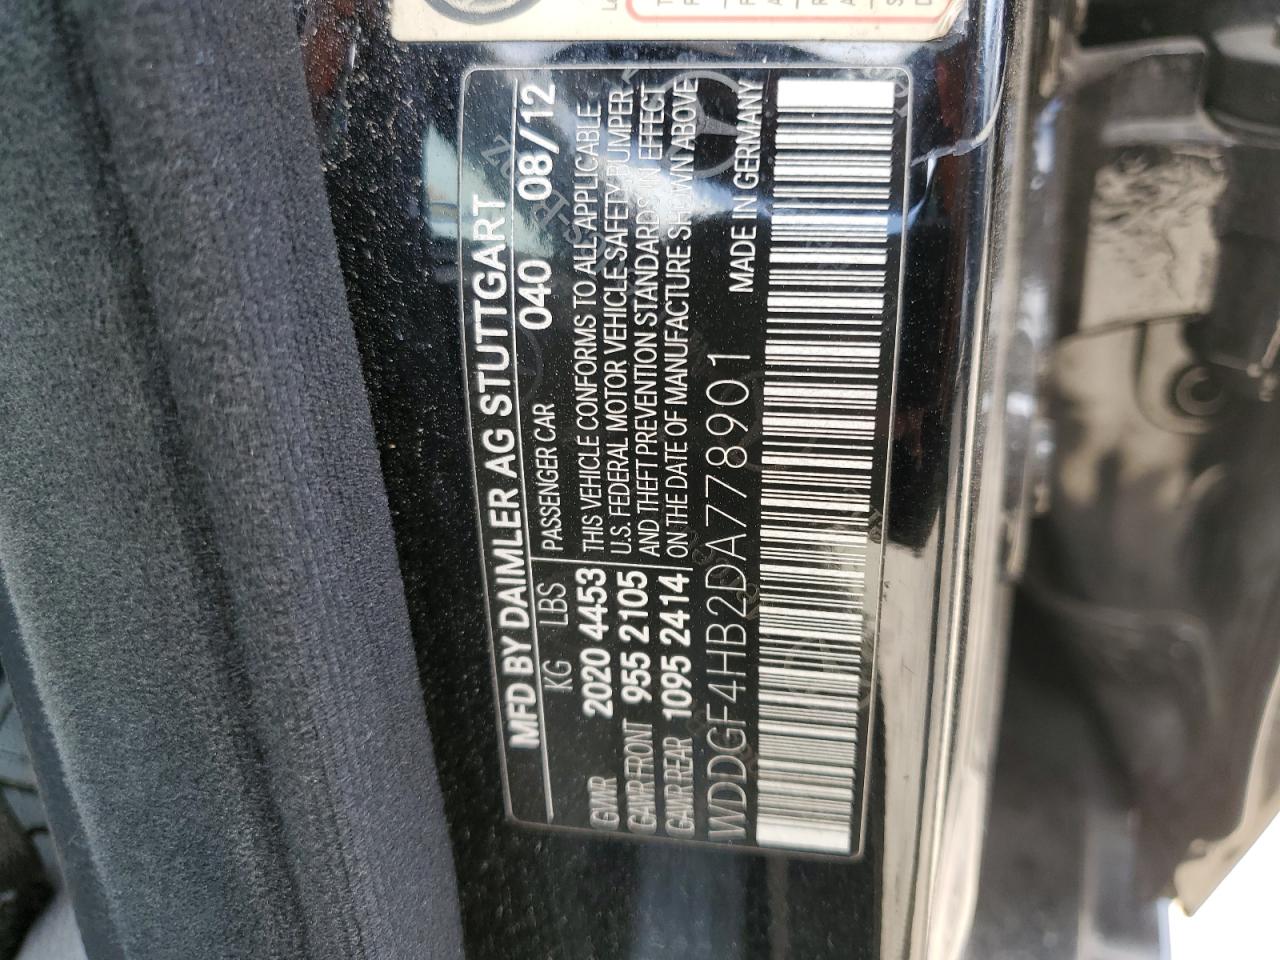 MFD BY DAIMLER AG STUTTGART
KG LBS PASSENGER CAR 040 08/12
GVWR 2020 4453 THIS VEHICLE CONFORMS TO ALL APPLICABLE
GAWR FRONT 955 2105 U.S. FEDERAL MOTOR VEHICLE SAFETY BUMPER
AND THEFT PREVENTION STANDARDS IN EFFECT
GAWR REAR 1095 2414 ON THE DATE OF MANUFACTURE SHOWN ABOVE
WDDGF4HB2DA778901 MADE IN GERMANY